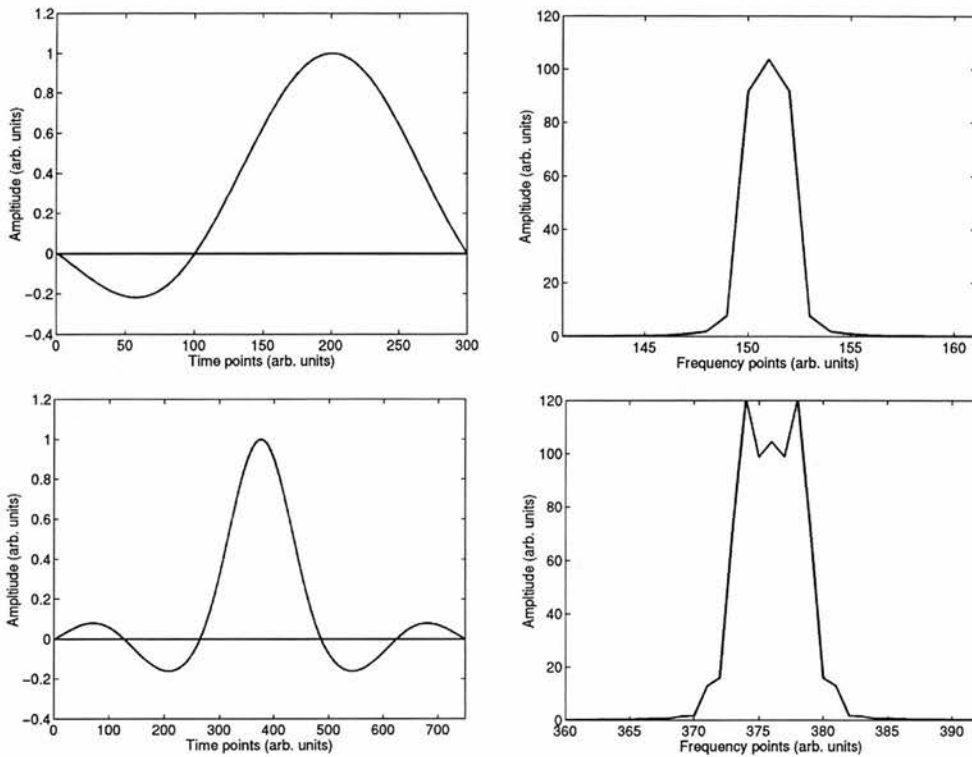 1.2
1
0.8
0.6
0.4
0.2
0
−0.2
−0.4
Ampltiude (arb. units)
0 50 100 150 200 250 300
Time points (arb. units)
120
100
80
60
40
20
0
Ampltiude (arb. units)
145 150 155 160
Frequency points (arb. units)
1.2
1
0.8
0.6
0.4
0.2
0
−0.2
−0.4
Ampltiude (arb. units)
0 100 200 300 400 500 600 700
Time points (arb. units)
120
100
80
60
40
20
0
Ampltiude (arb. units)
360 365 370 375 380 385 390
Frequency points (arb. units)